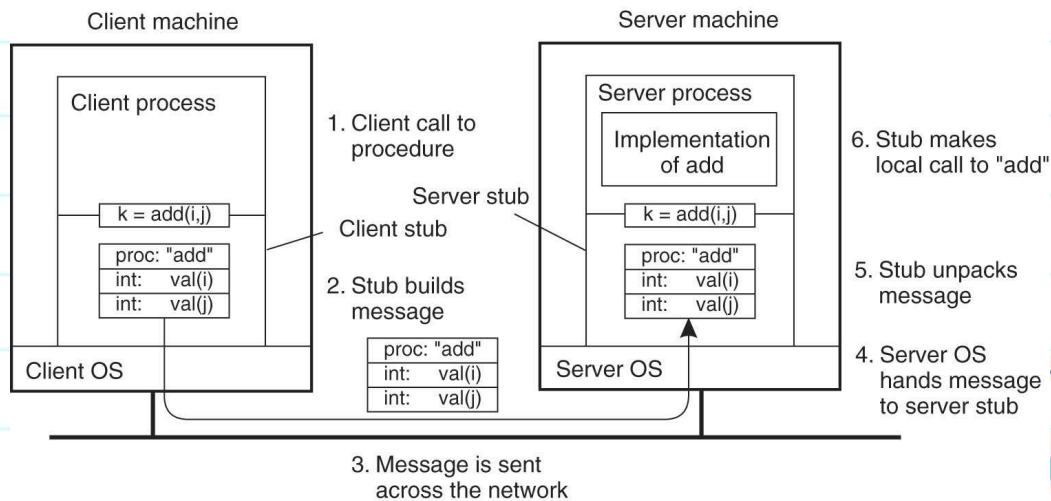 Client machine
Server machine
Client process
1. Client call to
procedure
Server process
Implementation
of add
6. Stub makes
local call to "add"
Server stub
k = add(i,j)
Client stub
k = add(i,j)
proc: "add"
int: val(i)
int: val(j)
2. Stub builds
message
proc: "add"
int: val(i)
int: val(j)
proc: "add"
int: val(i)
int: val(j)
5. Stub unpacks
message
Client OS
Server OS
4. Server OS
hands message
to server stub
3. Message is sent
across the network